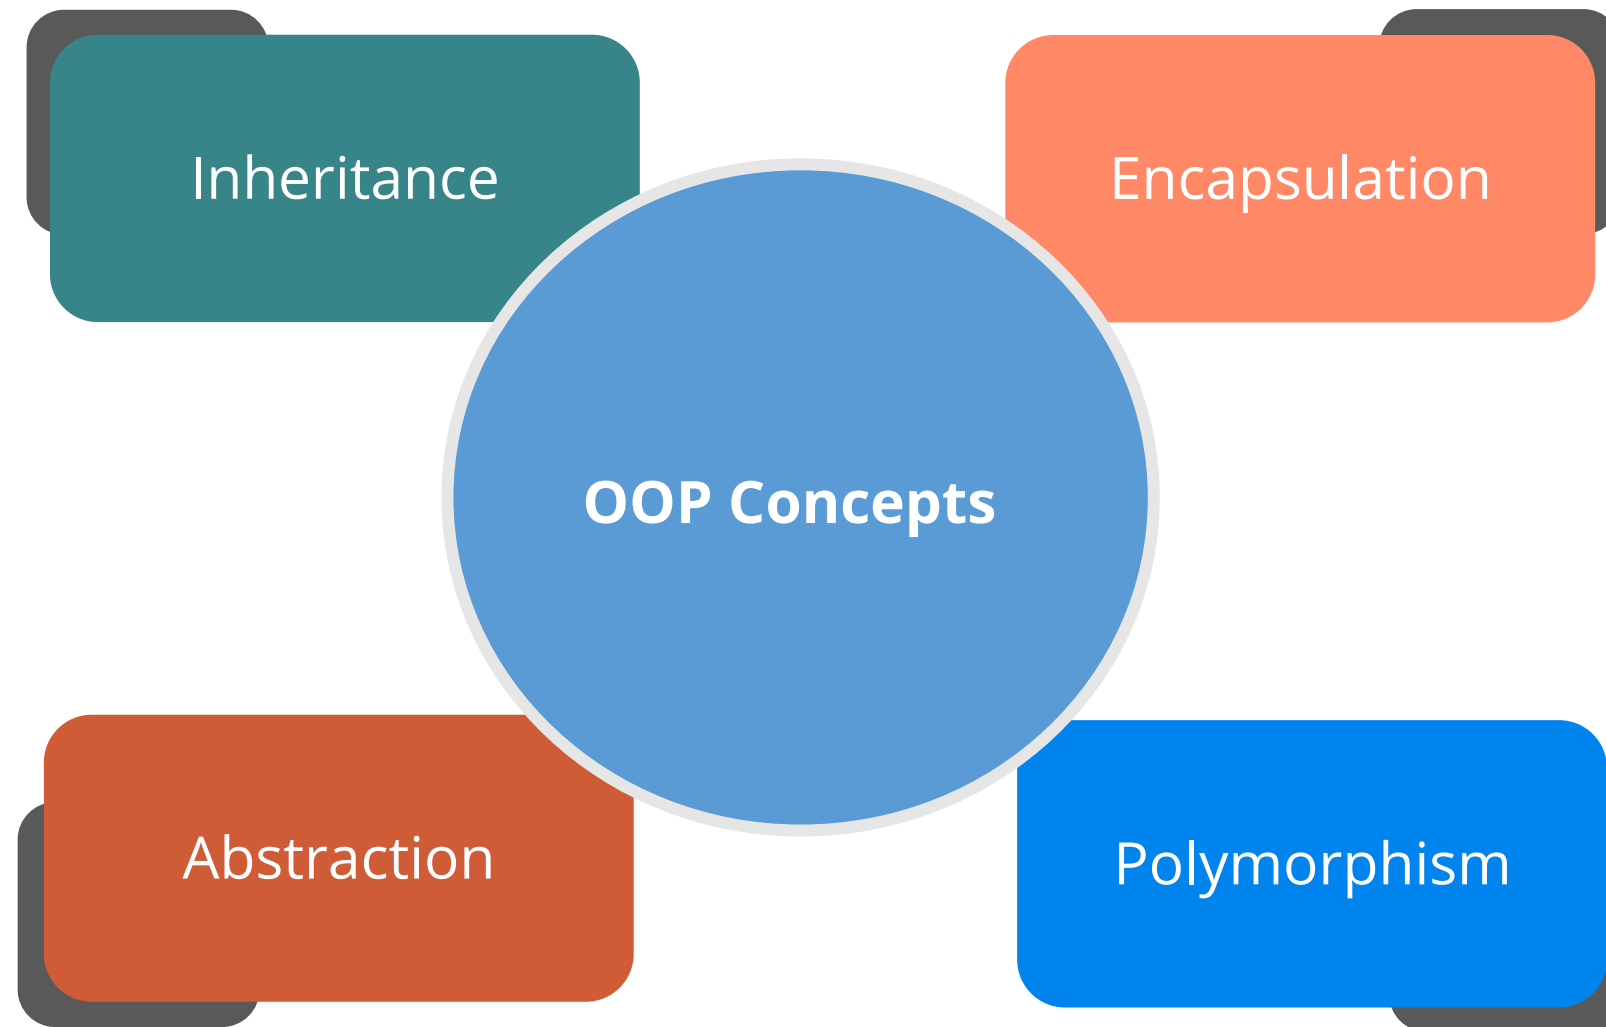 Inheritance
Encapsulation
OOP Concepts
Abstraction
Polymorphism